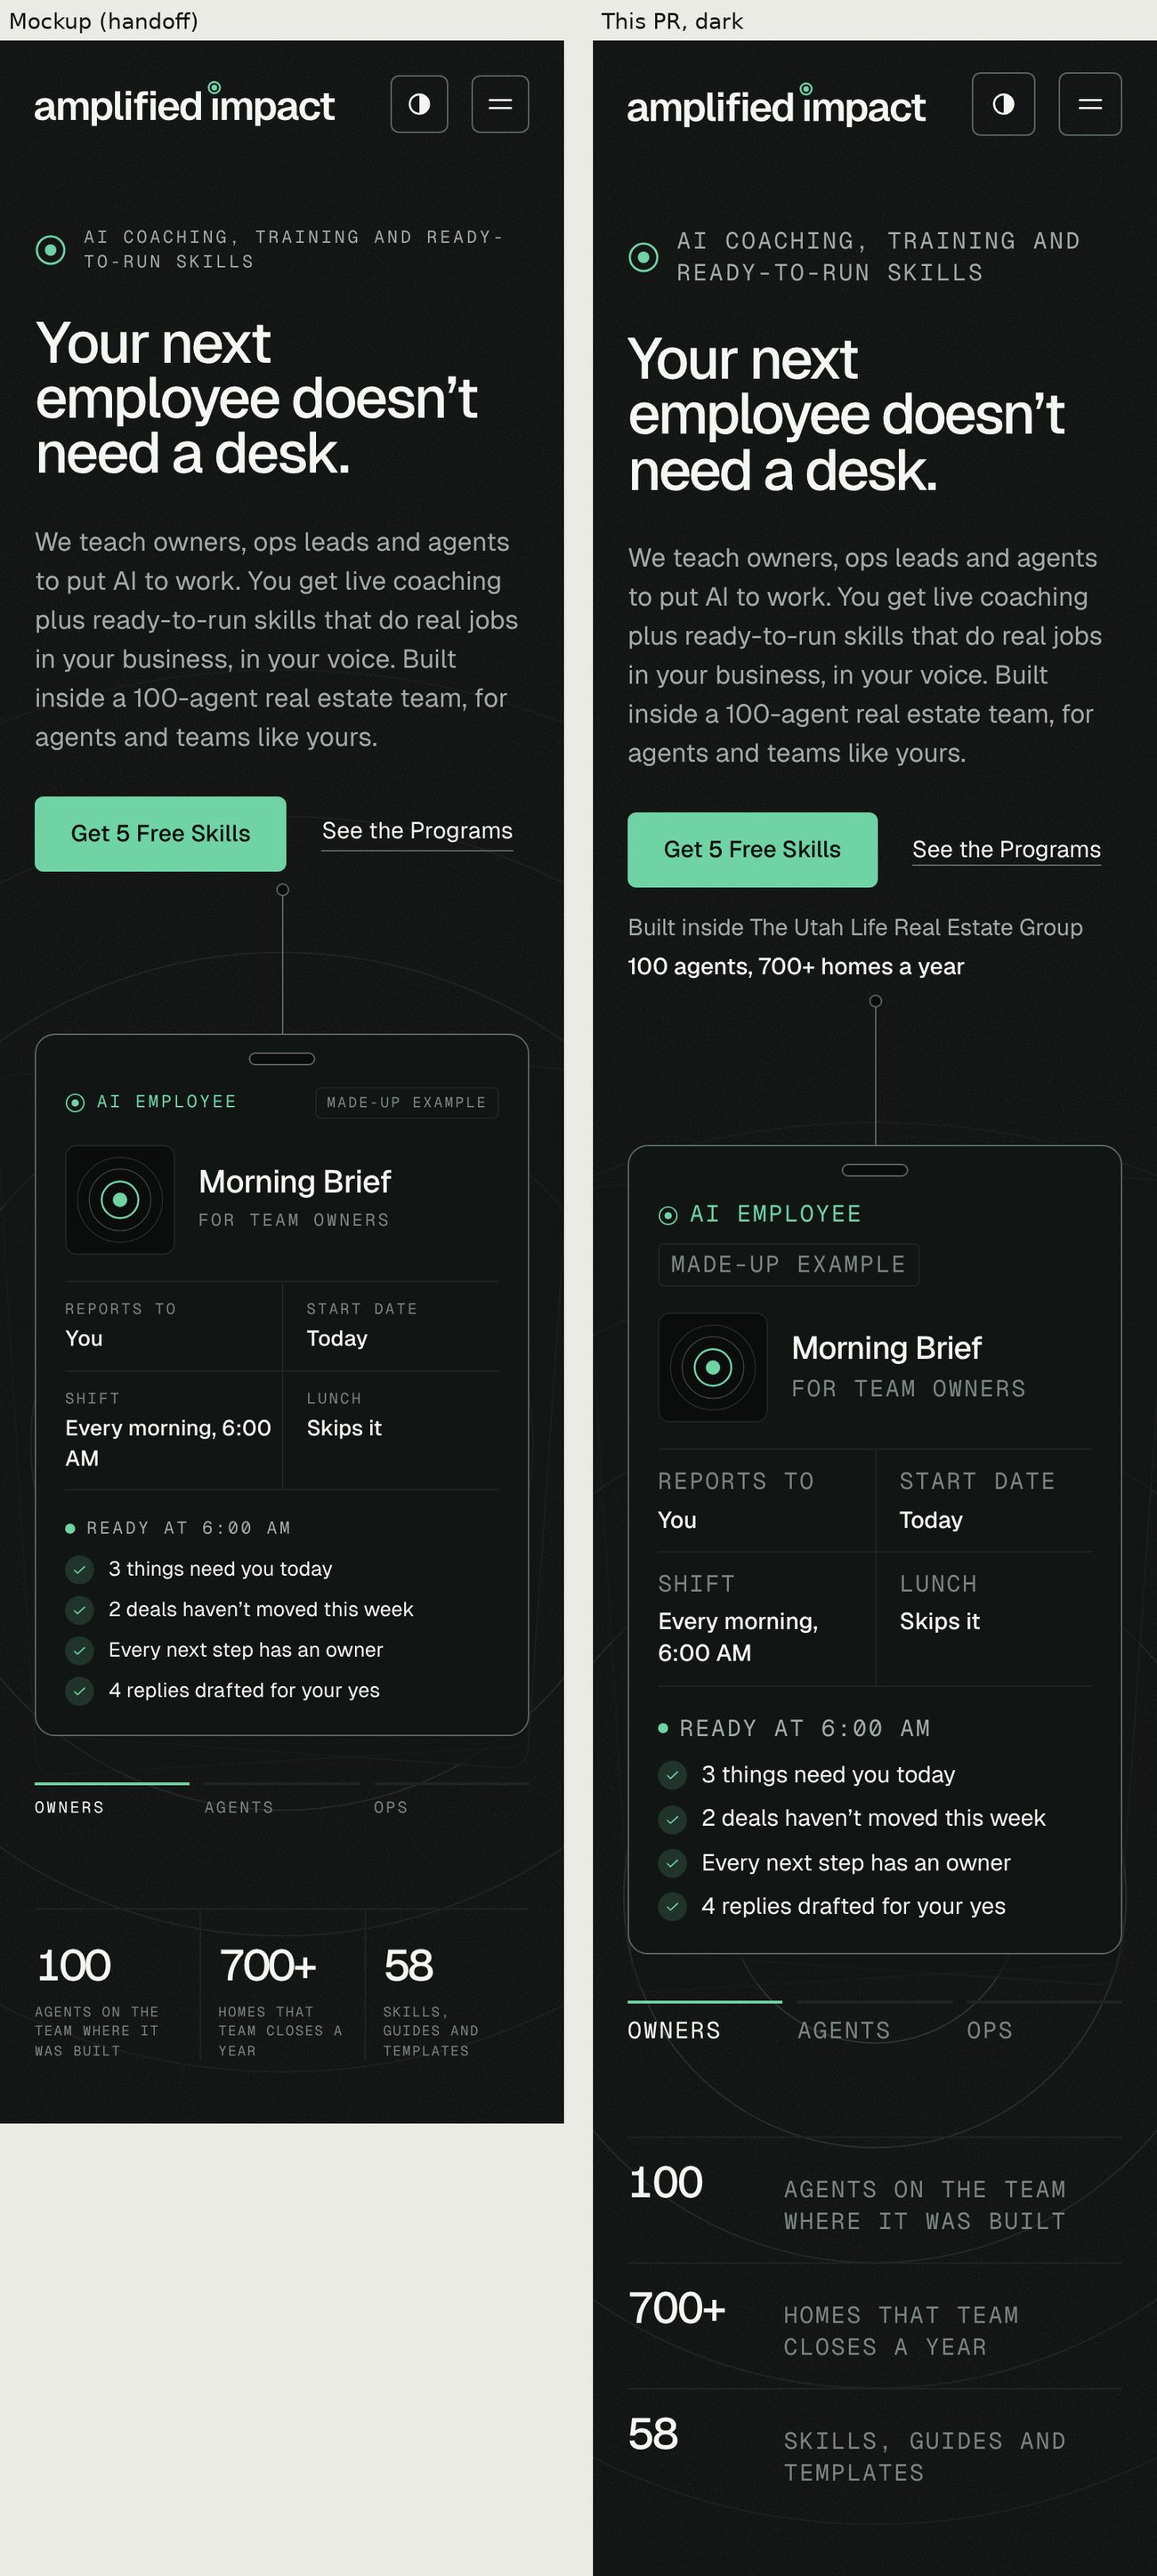 Mockup (handoff)
amplified impact
AI COACHING, TRAINING AND READY-
TO-RUN SKILLS
Your next
employee doesn’t
need a desk.
We teach owners, ops leads and agents
to put AI to work. You get live coaching
plus ready-to-run skills that do real jobs
in your business, in your voice. Built
inside a 100-agent real estate team, for
agents and teams like yours.
Get 5 Free Skills
See the Programs
AI EMPLOYEE
MADE-UP EXAMPLE
Morning Brief
FOR TEAM OWNERS
REPORTS TO
You
START DATE
Today
SHIFT
Every morning, 6:00
AM
LUNCH
Skips it
READY AT 6:00 AM
3 things need you today
2 deals haven’t moved this week
Every next step has an owner
4 replies drafted for your yes
OWNERS
AGENTS
OPS
100
AGENTS ON THE
TEAM WHERE IT
WAS BUILT
700+
HOMES THAT
TEAM CLOSES A
YEAR
58
SKILLS,
GUIDES AND
TEMPLATES
This PR, dark
amplified impact
AI COACHING, TRAINING AND
READY-TO-RUN SKILLS
Your next
employee doesn’t
need a desk.
We teach owners, ops leads and agents
to put AI to work. You get live coaching
plus ready-to-run skills that do real jobs
in your business, in your voice. Built
inside a 100-agent real estate team, for
agents and teams like yours.
Get 5 Free Skills
See the Programs
Built inside The Utah Life Real Estate Group
100 agents, 700+ homes a year
AI EMPLOYEE
MADE-UP EXAMPLE
Morning Brief
FOR TEAM OWNERS
REPORTS TO
You
START DATE
Today
SHIFT
Every morning,
6:00 AM
LUNCH
Skips it
READY AT 6:00 AM
3 things need you today
2 deals haven’t moved this week
Every next step has an owner
4 replies drafted for your yes
OWNERS
AGENTS
OPS
100
AGENTS ON THE TEAM
WHERE IT WAS BUILT
700+
HOMES THAT TEAM
CLOSES A YEAR
58
SKILLS, GUIDES AND
TEMPLATES